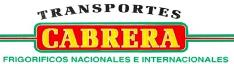 TRANSPORTES
CABRERA
FRIGORIFICOS NACIONALES E INTERNACIONALES